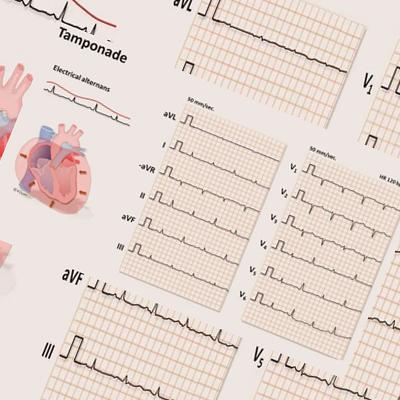 aVL
Tamponade
Electrical alternans
V1
50 mm/sec.
aVL
I
-aVR
II
aVF
III
50 mm/sec.
HR 120
V1
V2
V3
V5
V6
aVF
III
V5